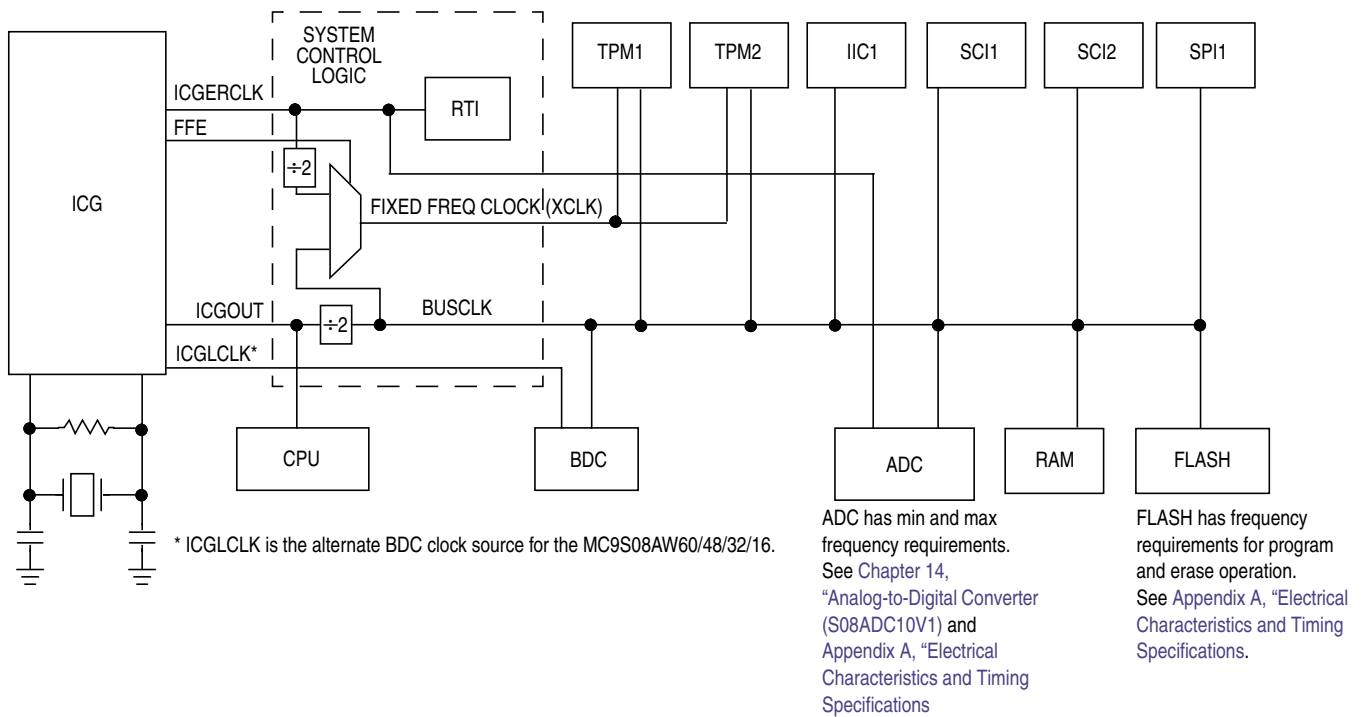 SYSTEM
CONTROL
LOGIC
TPM1
TPM2
IIC1
SCI1
SCI2
SPI1
ICGERCLK
RTI
FFE
÷2
ICG
FIXED FREQ CLOCK (XCLK)
ICGOUT
÷2
BUSCLK
ICGLCLK*
CPU
BDC
ADC
RAM
FLASH
* ICGLCLK is the alternate BDC clock source for the MC9S08AW60/48/32/16.
ADC has min and max
frequency requirements.
See Chapter 14,
“Analog-to-Digital Converter
(S08ADC10V1) and
Appendix A, “Electrical
Characteristics and Timing
Specifications
FLASH has frequency
requirements for program
and erase operation.
See Appendix A, “Electrical
Characteristics and Timing
Specifications.